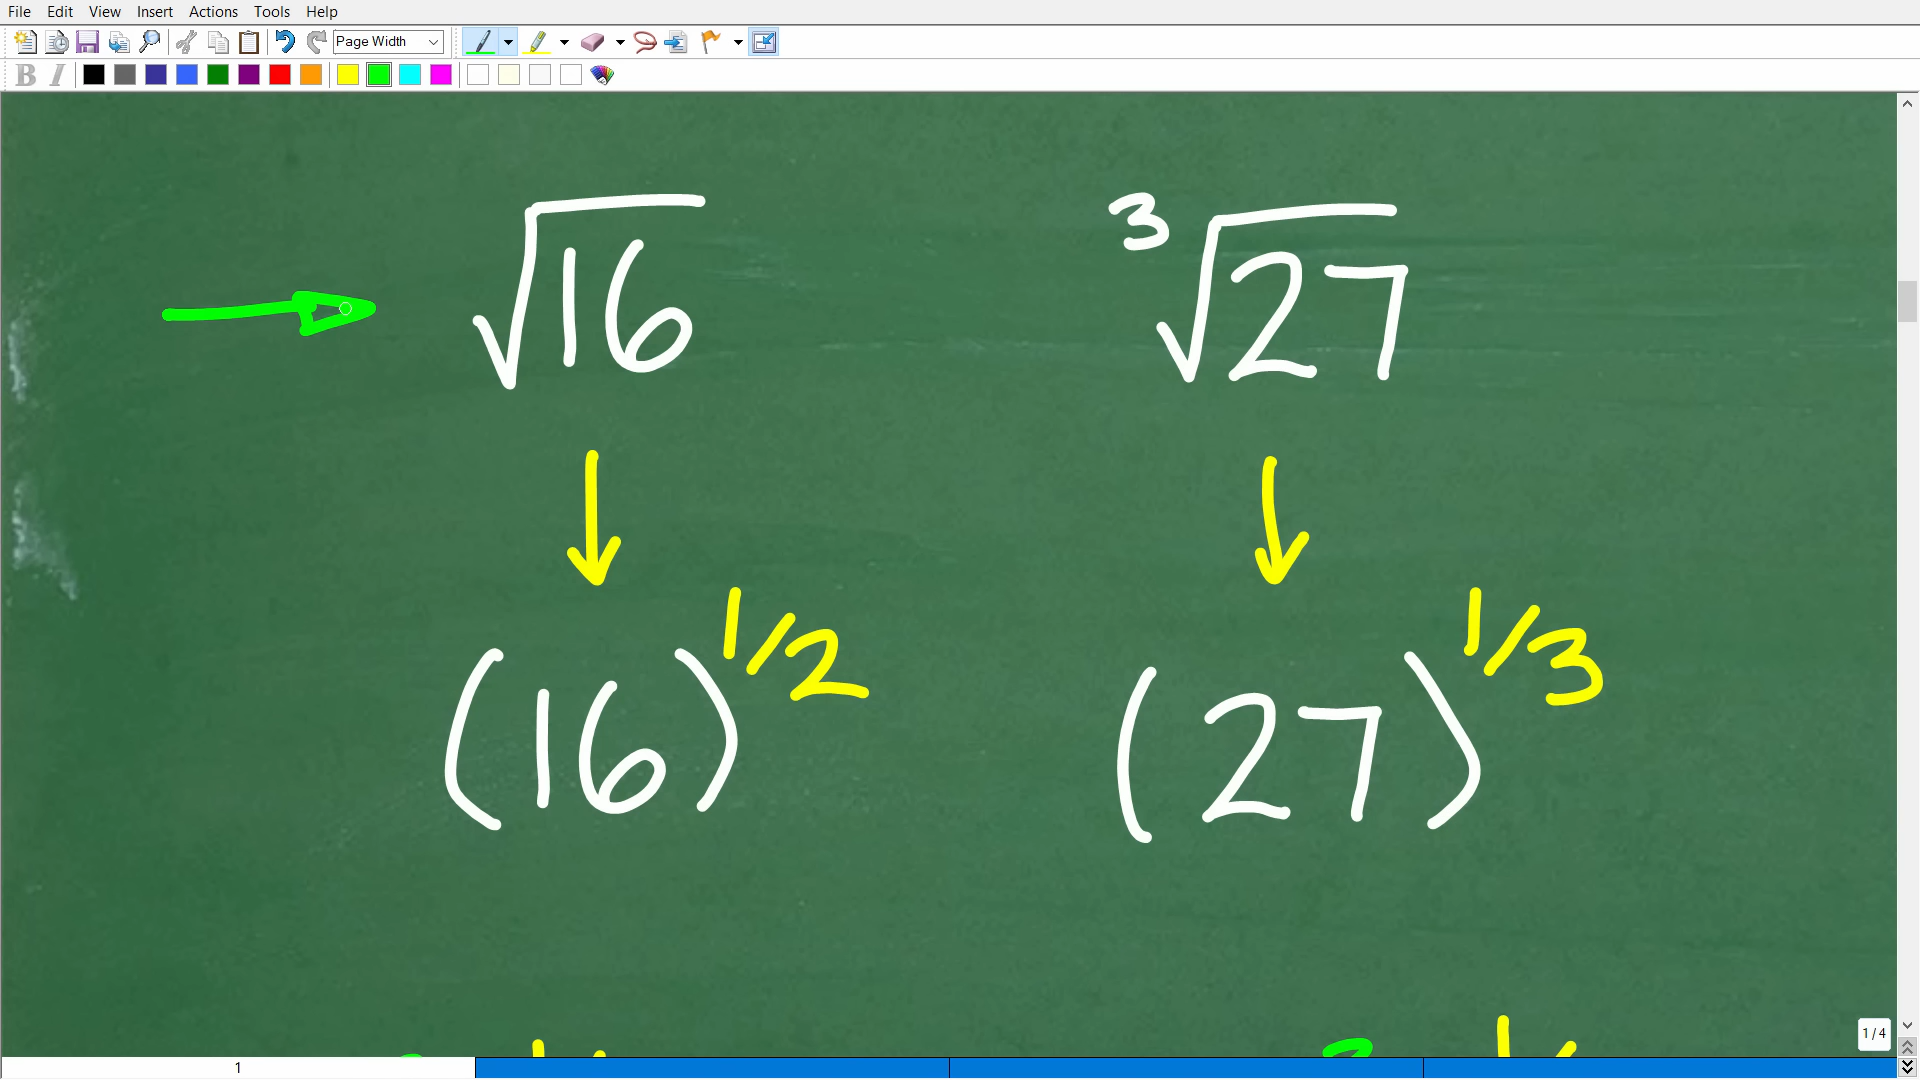 File Edit View Insert Actions Tools Help
Page Width
B I
√16 ³√27
(16)^1/2 (27)^1/3
1/4
1